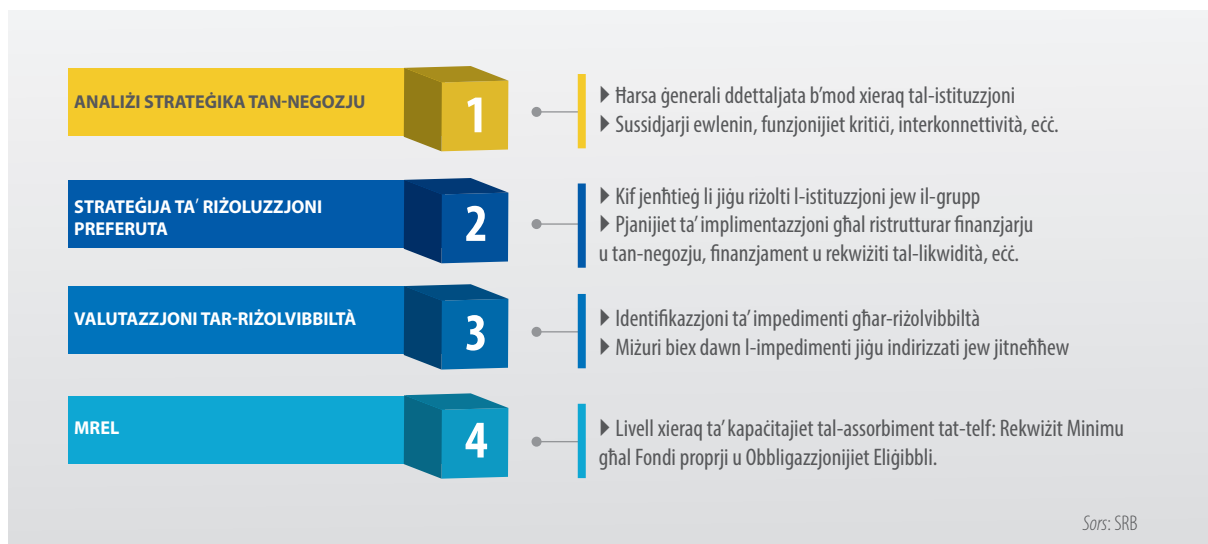 ANALIŻI STRATEĠIKA TAN-NEGOZJU
1
▶ Ħarsa ġenerali ddettaljata b'mod xieraq tal-istituzzjoni
▶ Sussidjarji ewlenin, funzjonijiet kritiċi, interkonnettività, eċċ.
STRATEĠIJA TA' RIŻOLUZZJONI
PREFERUTA
2
▶ Kif jenħtieġ li jiġu riżolti l-istituzzjoni jew il-grupp
▶ Pjanijiet ta' implimentazzjoni għal ristrutturar finanzjarju
u tan-negozju, finanzjament u rekwiżiti tal-likwidità, eċċ.
VALUTAZZJONI TAR-RIŻOLVIBBILTÀ
3
▶ Identifikazzjoni ta' impedimenti għar-riżolvibbiltà
▶ Miżuri biex dawn l-impedimenti jiġu indirizzati jew jitneħħew
MREL
4
▶ Livell xieraq ta' kapaċitajiet tal-assorbiment tat-telf: Rekwiżit Minimu
għal Fondi proprji u Obbligazzjonijiet Eliġibbli.
Sors: SRB